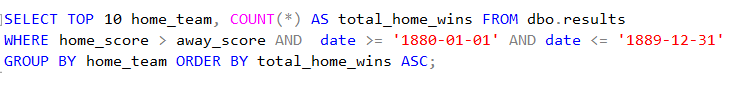 SELECT TOP 10 home_team, COUNT(*) AS total_home_wins FROM dbo.results
WHERE home_score > away_score AND  date >= '1880-01-01' AND date <= '1889-12-31'
GROUP BY home_team ORDER BY total_home_wins ASC;